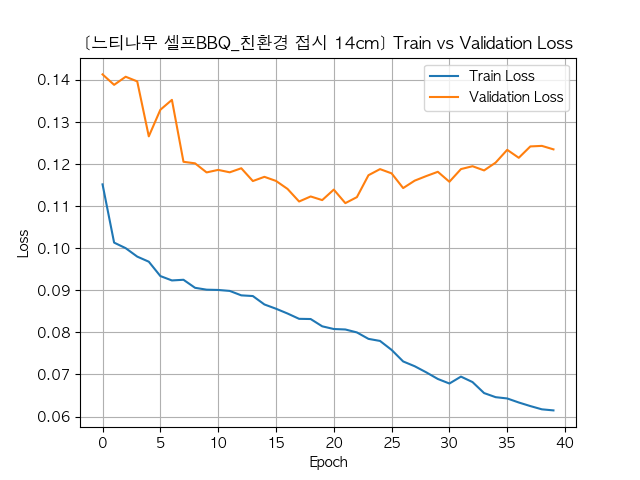 [느티나무 셀프BBQ_친환경 접시 14cm] Train vs Validation Loss
Train Loss
Validation Loss
Loss
0.14
0.13
0.12
0.11
0.10
0.09
0.08
0.07
0.06
0 5 10 15 20 25 30 35 40
Epoch